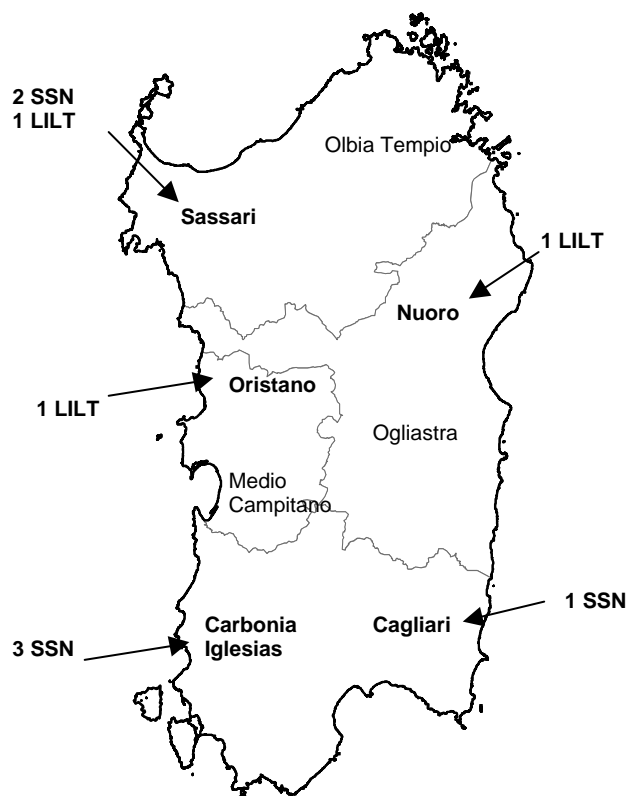 2 SSN
1 LILT
Olbia Tempio
Sassari
1 LILT
Nuoro
Oristano
1 LILT
Ogliastra
Medio
Campitano
1 SSN
Carbonia
Iglesias
Cagliari
3 SSN